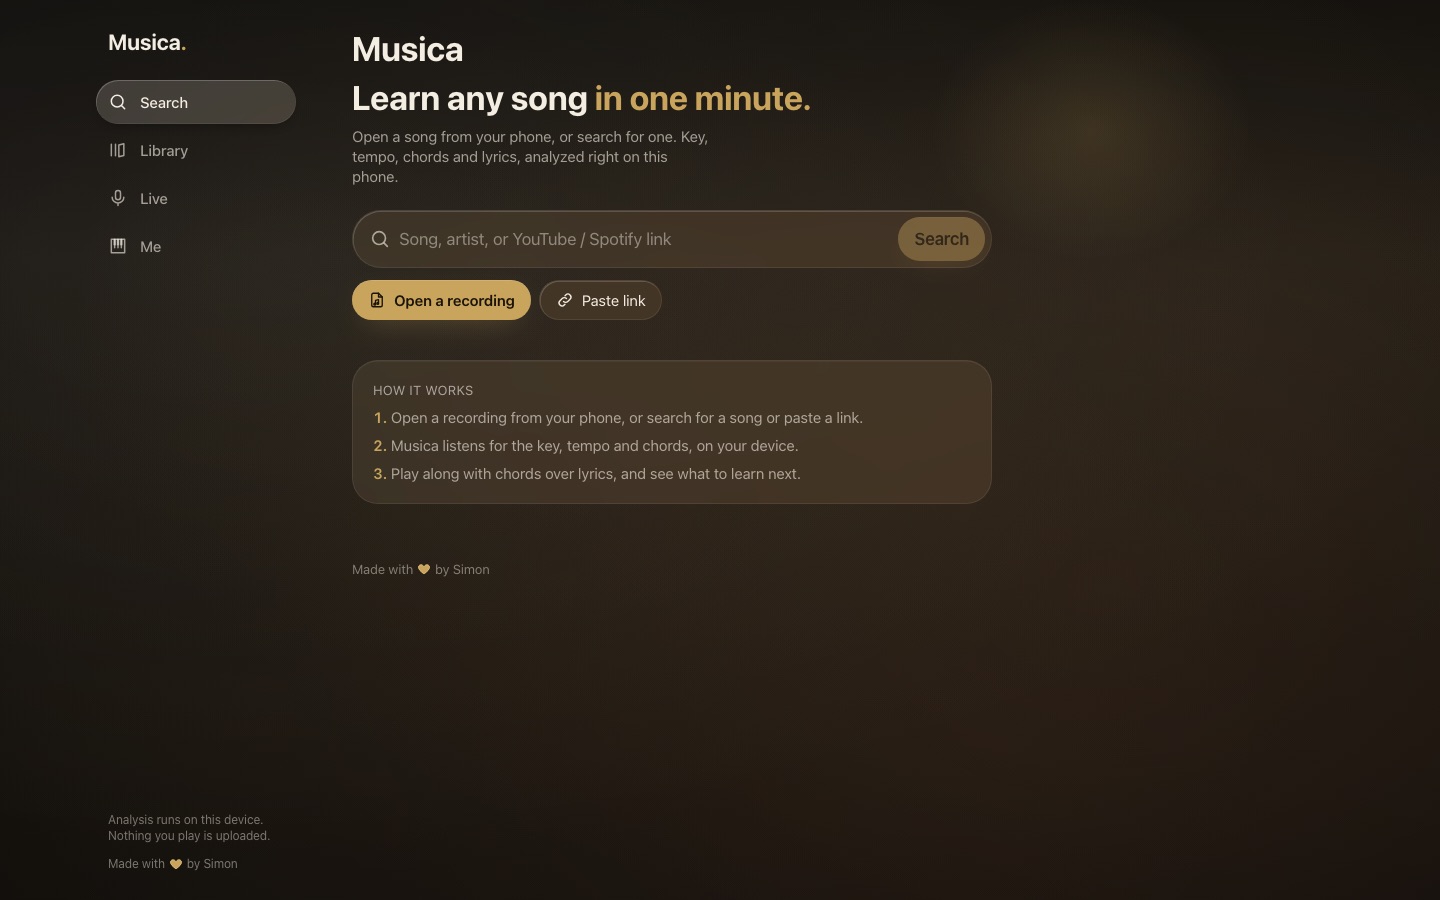 Musica.
Search
Library
Live
Me
Analysis runs on this device.
Nothing you play is uploaded.
Made with by Simon
Musica
Learn any song in one minute.
Open a song from your phone, or search for one. Key,
tempo, chords and lyrics, analyzed right on this
phone.
Song, artist, or YouTube / Spotify link
Search
Open a recording
Paste link
HOW IT WORKS
1. Open a recording from your phone, or search for a song or paste a link.
2. Musica listens for the key, tempo and chords, on your device.
3. Play along with chords over lyrics, and see what to learn next.
Made with by Simon